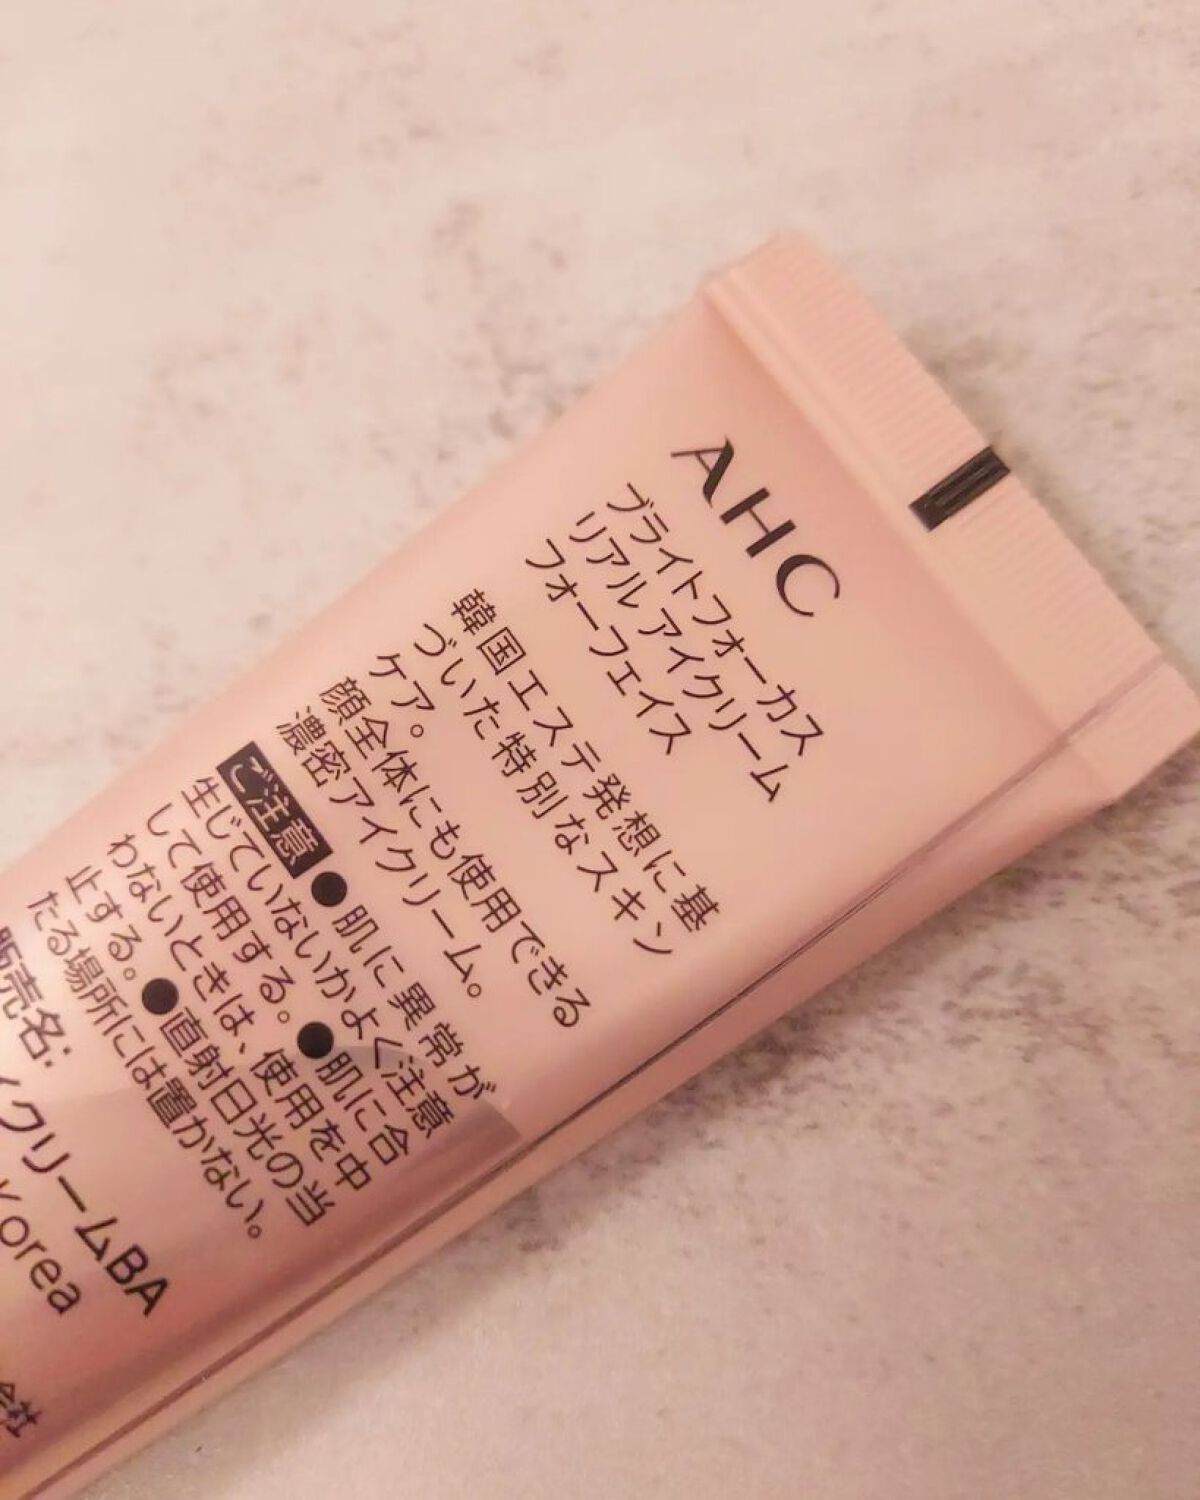 AHC
ブライトフォーカス
リアル アイクリーム
フォーフェイス
韓国エステ発想に基
づいた特別なスキン
ケア。
顔全体にも使用できる
濃密アイクリーム。
ご注意 ●肌に異常が
生じていないかよく注意
して使用する。●肌に合
わないときは、使用を中
止する。●直射日光の当
たる場所には置かない。
販売名:
イクリームBA
Korea
会社